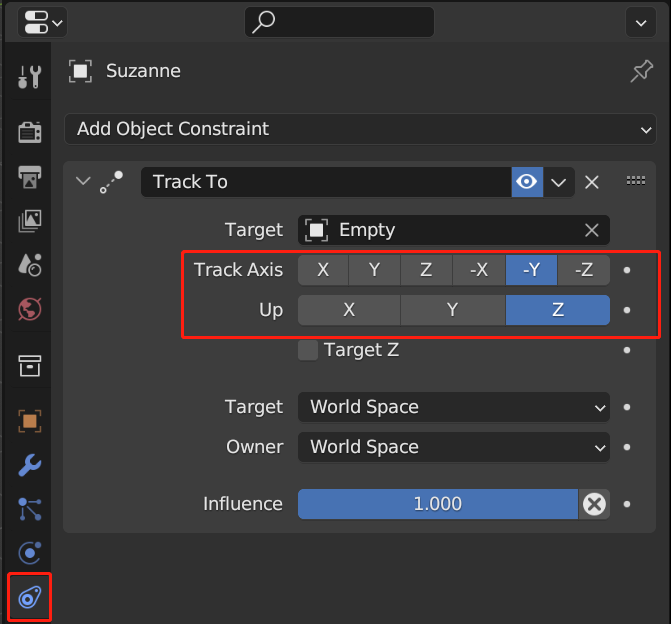 Suzanne
Add Object Constraint
Track To
Target Empty
Track Axis X Y Z -X -Y -Z
Up X Y Z
Target Z
Target World Space
Owner World Space
Influence 1.000